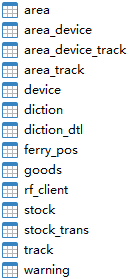 area
area_device
area_device_track
area_track
device
diction
diction_dtl
ferry_pos
goods
rf_client
stock
stock_trans
track
warning